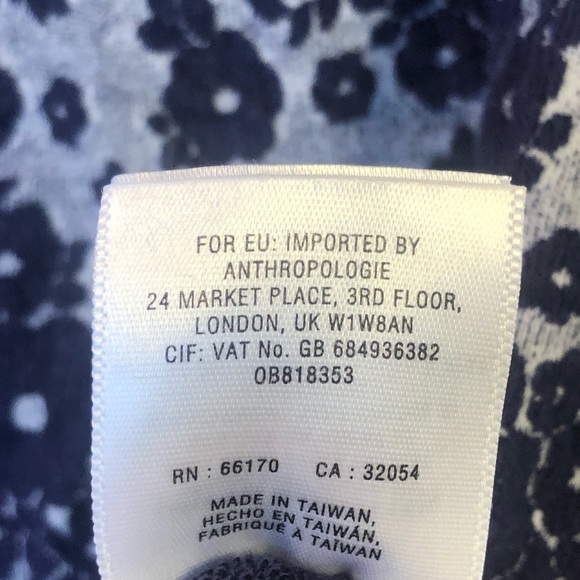 FOR EU: IMPORTED BY
ANTHROPOLOGIE
24 MARKET PLACE, 3RD FLOOR,
LONDON, UK W1W8AN
CIF: VAT No. GB 684936382
OB818353
RN : 66170 CA : 32054
MADE IN TAIWAN,
HECHO EN TAIWÁN,
FABRIQUÉ À TAÏWAN